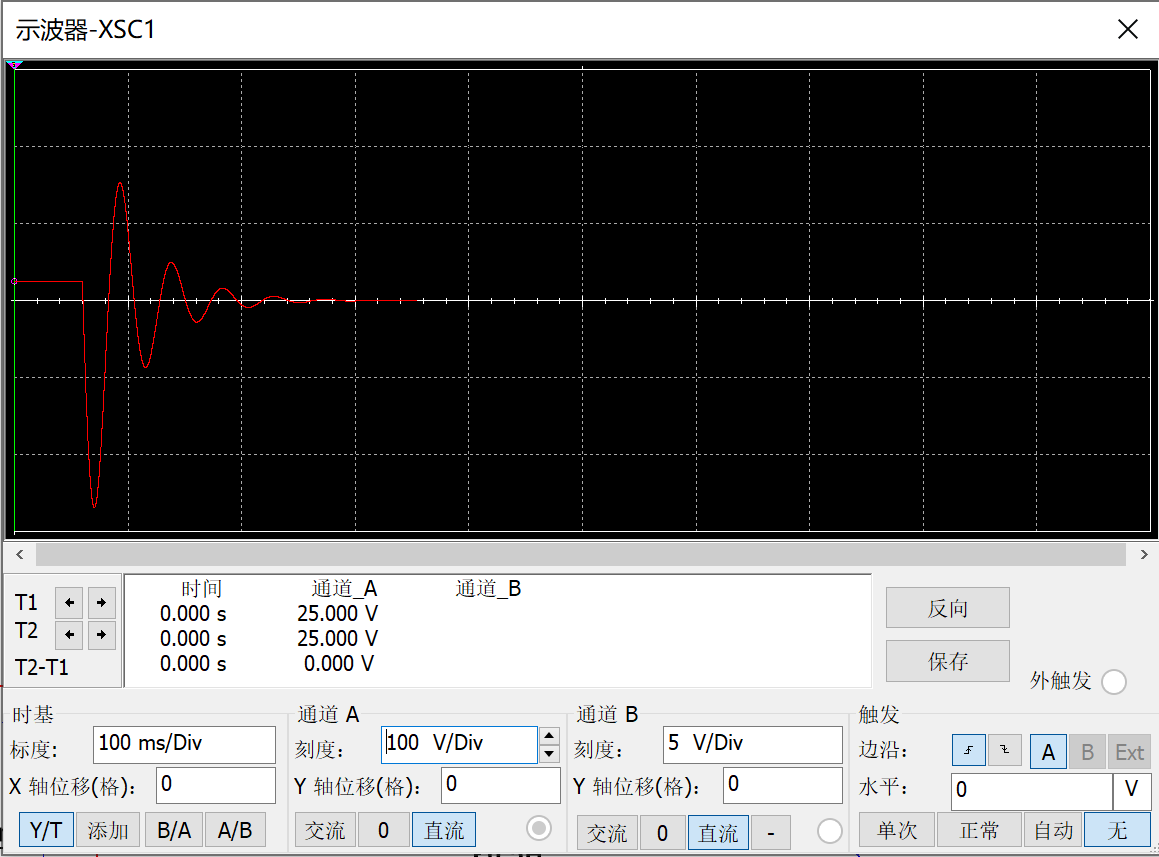 示波器-XSC1
时间 通道_A 通道_B
T1 0.000 s 25.000 V
T2 0.000 s 25.000 V
T2-T1 0.000 s 0.000 V
反向
保存
外触发
时基
标度: 100 ms/Div
X 轴位移(格): 0
Y/T 添加 B/A A/B
通道 A
刻度: 100 V/Div
Y 轴位移(格): 0
交流 0 直流
通道 B
刻度: 5 V/Div
Y 轴位移(格): 0
交流 0 直流 -
触发
边沿: A B Ext
水平: 0 V
单次 正常 自动 无